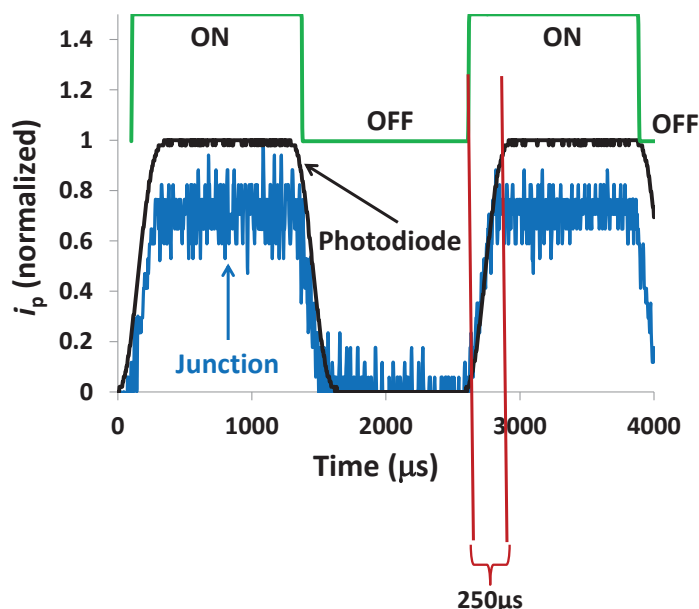 1.4
ON
ON
1.2
OFF
OFF
1
0.8
Photodiode
0.6
0.4
Junction
0.2
0
i_p (normalized)
0
1000
2000
3000
4000
Time (μs)
250μs